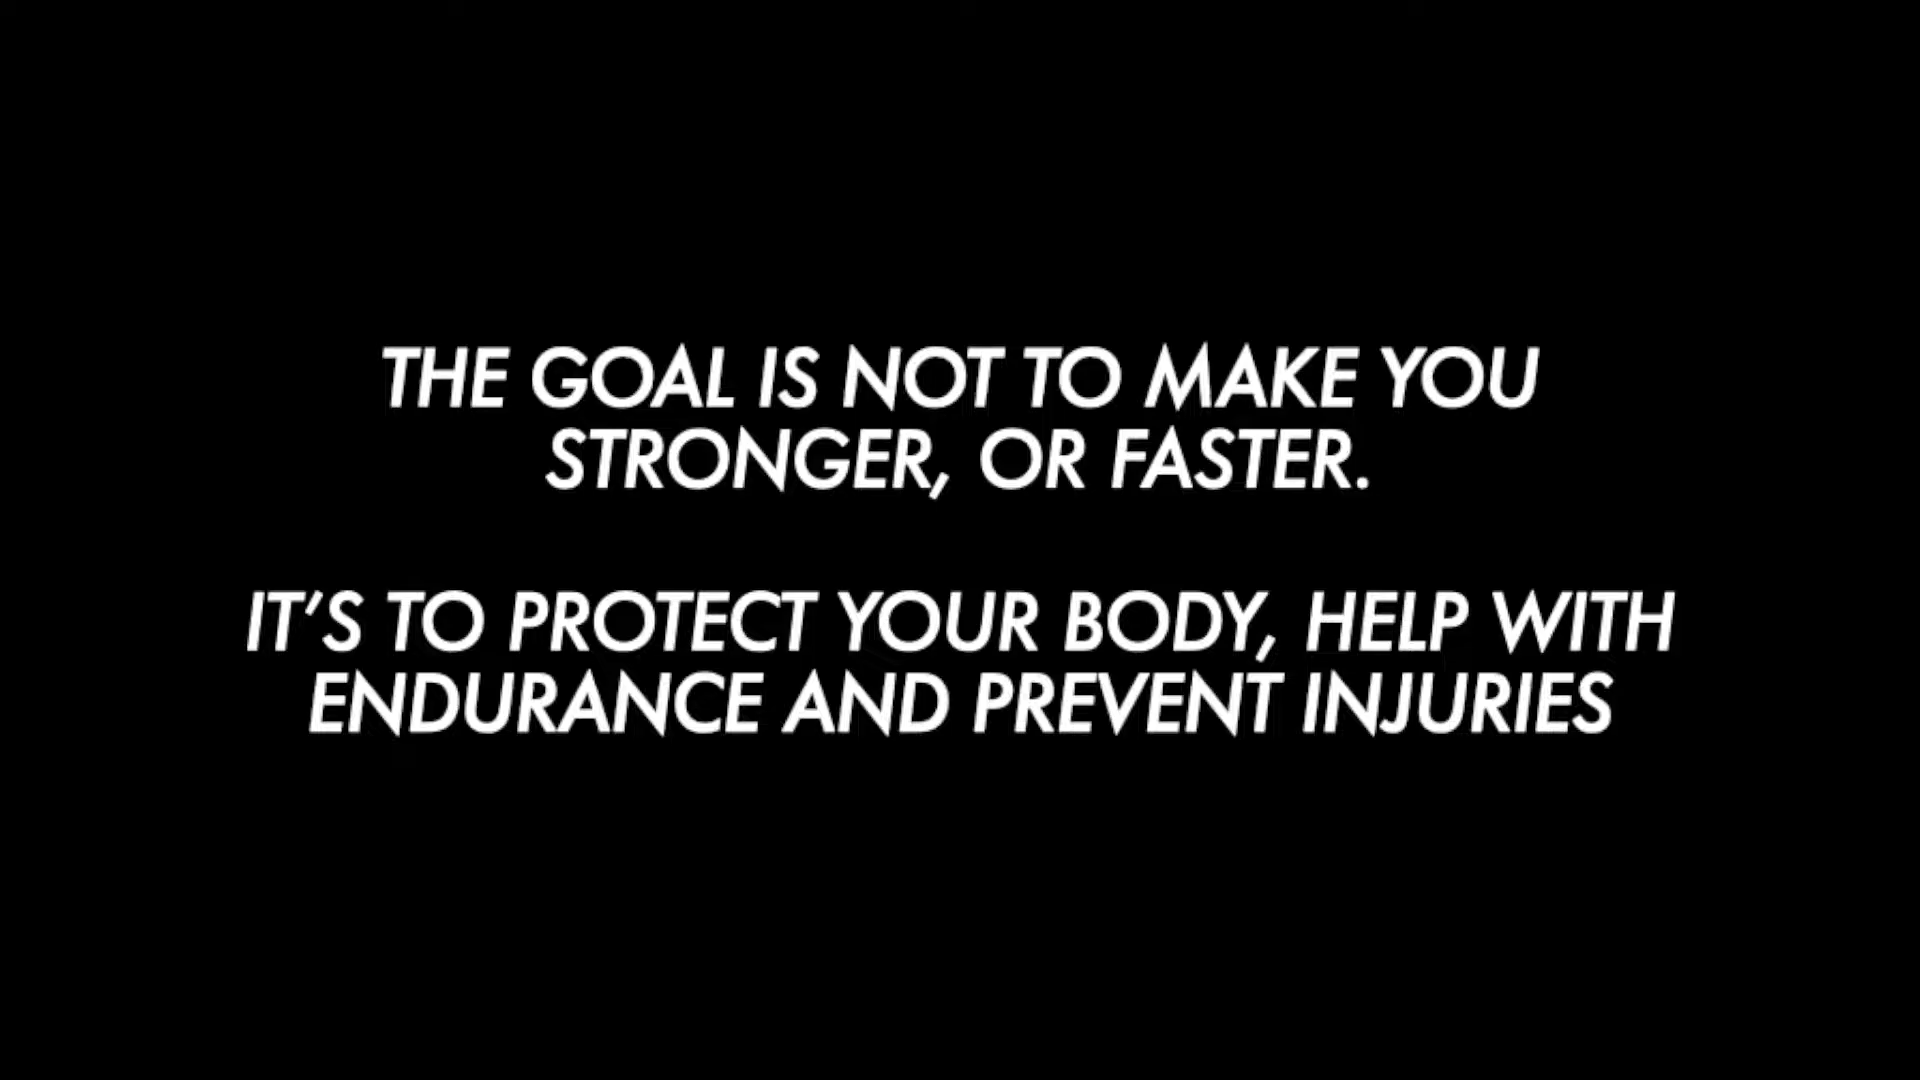 THE GOAL IS NOT TO MAKE YOU
STRONGER, OR FASTER.
IT’S TO PROTECT YOUR BODY, HELP WITH
ENDURANCE AND PREVENT INJURIES